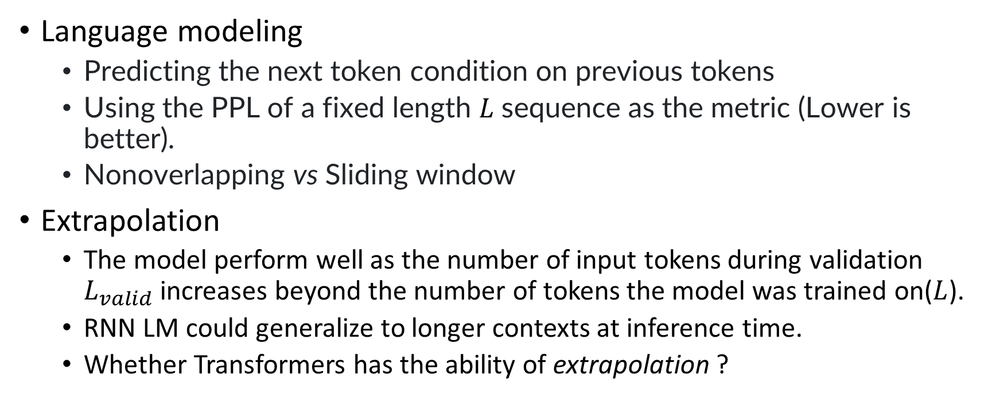 • Language modeling
• Predicting the next token condition on previous tokens
• Using the PPL of a fixed length L sequence as the metric (Lower is
better).
• Nonoverlapping vs Sliding window
• Extrapolation
• The model perform well as the number of input tokens during validation
L_valid increases beyond the number of tokens the model was trained on(L).
• RNN LM could generalize to longer contexts at inference time.
• Whether Transformers has the ability of extrapolation ?